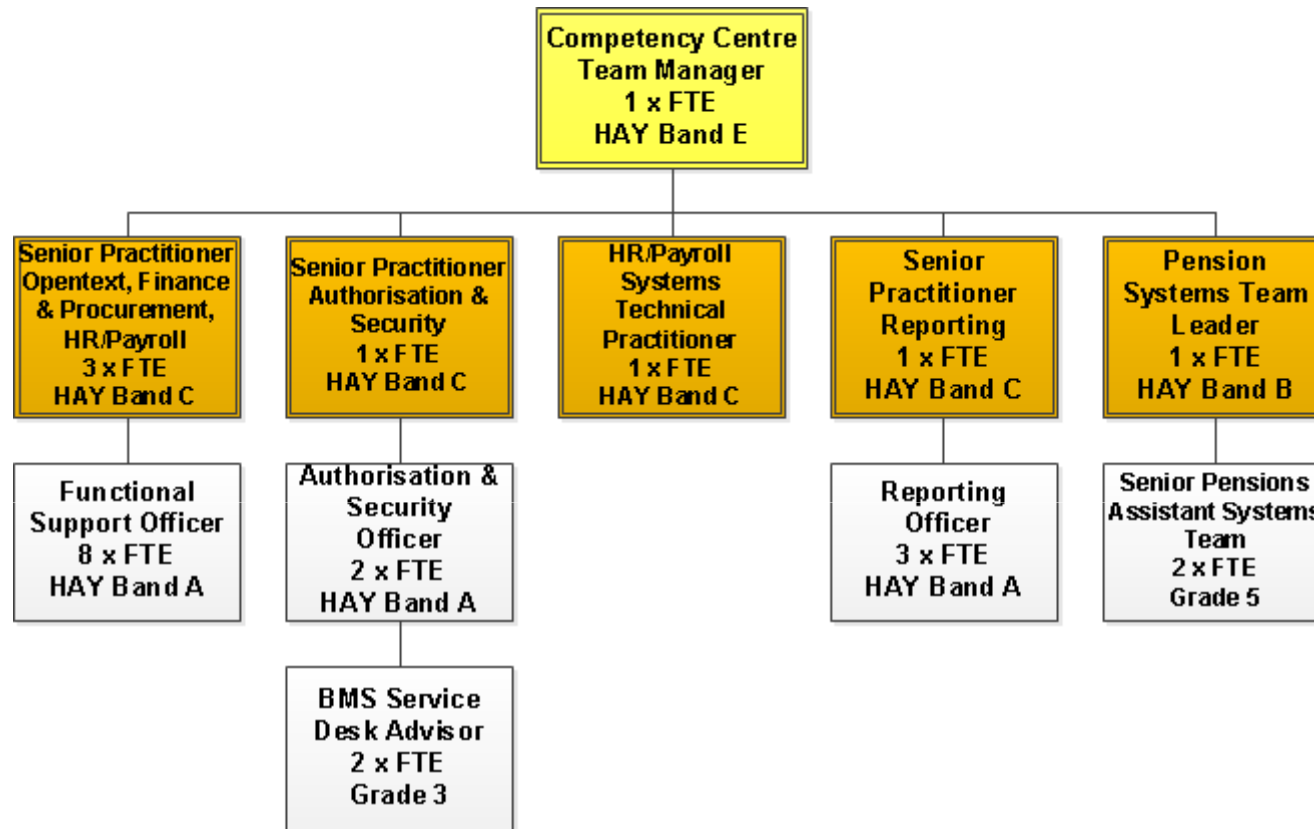 Competency Centre
Team Manager
1 x FTE
HAY Band E
Senior Practitioner
Opentext, Finance
& Procurement,
HR/Payroll
3 x FTE
HAY Band C
Senior Practitioner
Authorisation &
Security
1 x FTE
HAY Band C
HR/Payroll
Systems
Technical
Practitioner
1 x FTE
HAY Band C
Senior
Practitioner
Reporting
1 x FTE
HAY Band C
Pension
Systems Team
Leader
1 x FTE
HAY Band B
Functional
Support Officer
8 x FTE
HAY Band A
Authorisation &
Security
Officer
2 x FTE
HAY Band A
Reporting
Officer
3 x FTE
HAY Band A
Senior Pensions
Assistant Systems
Team
2 x FTE
Grade 5
BMS Service
Desk Advisor
2 x FTE
Grade 3